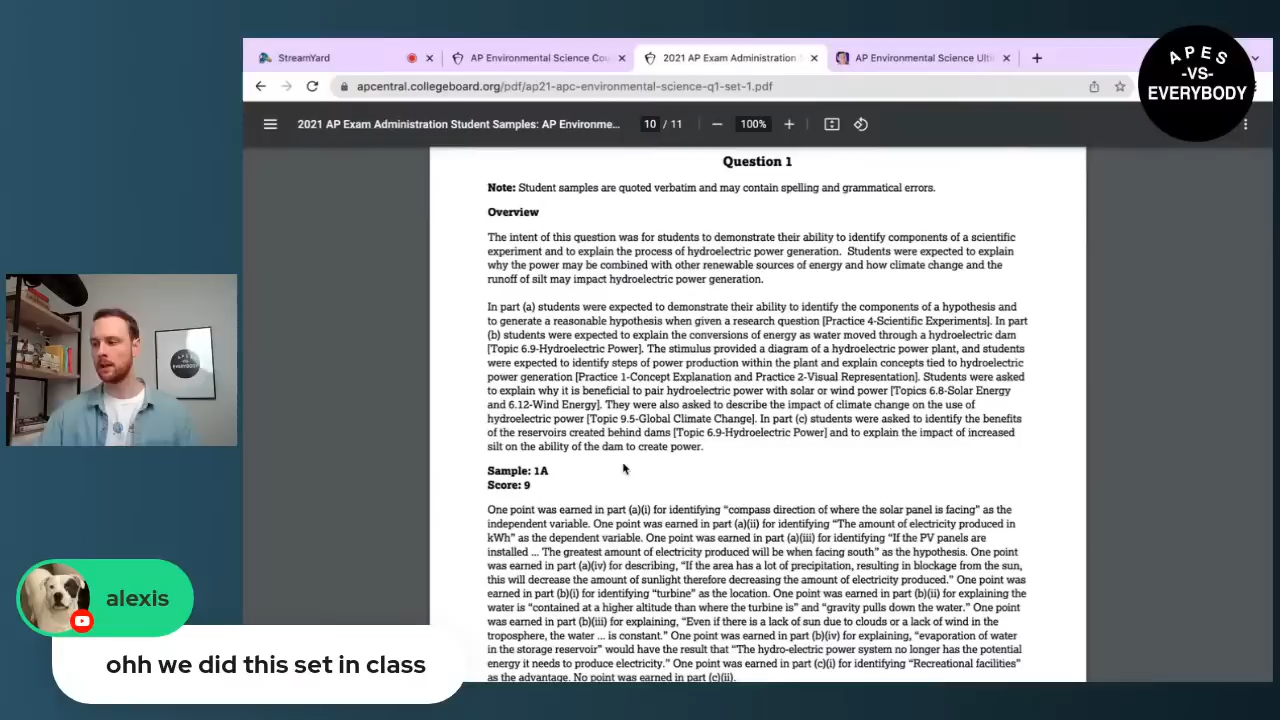 StreamYard
AP Environmental Science Cou
2021 AP Exam Administration
AP Environmental Science Ulti
apcentral.collegeboard.org/pdf/ap21-apc-environmental-science-q1-set-1.pdf
APES
-VS-
EVERYBODY
2021 AP Exam Administration Student Samples: AP Environme...
10 / 11
100%
Question 1
Note: Student samples are quoted verbatim and may contain spelling and grammatical errors.
Overview
The intent of this question was for students to demonstrate their ability to identify components of a scientific
experiment and to explain the process of hydroelectric power generation. Students were expected to explain
why the power may be combined with other renewable sources of energy and how climate change and the
runoff of silt may impact hydroelectric power generation.
In part (a) students were expected to demonstrate their ability to identify the components of a hypothesis and
to generate a reasonable hypothesis when given a research question [Practice 4-Scientific Experiments]. In part
(b) students were expected to explain the conversions of energy as water moved through a hydroelectric dam
[Topic 6.9-Hydroelectric Power]. The stimulus provided a diagram of a hydroelectric power plant, and students
were expected to identify steps of power production within the plant and explain concepts tied to hydroelectric
power generation [Practice 1-Concept Explanation and Practice 2-Visual Representation]. Students were asked
to explain why it is beneficial to pair hydroelectric power with solar or wind power [Topics 6.8-Solar Energy
and 6.12-Wind Energy]. They were also asked to describe the impact of climate change on the use of
hydroelectric power [Topic 9.5-Global Climate Change]. In part (c) students were asked to identify the benefits
of the reservoirs created behind dams [Topic 6.9-Hydroelectric Power] and to explain the impact of increased
silt on the ability of the dam to create power.
Sample: 1A
Score: 9
One point was earned in part (a)(i) for identifying “compass direction of where the solar panel is facing” as the
independent variable. One point was earned in part (a)(ii) for identifying “The amount of electricity produced in
kWh” as the dependent variable. One point was earned in part (a)(iii) for identifying “If the PV panels are
installed ... The greatest amount of electricity produced will be when facing south” as the hypothesis. One point
was earned in part (a)(iv) for describing, “If the area has a lot of precipitation, resulting in blockage from the sun,
this will decrease the amount of sunlight therefore decreasing the amount of electricity produced.” One point was
earned in part (b)(i) for identifying “turbine” as the location. One point was earned in part (b)(ii) for explaining the
water is “contained at a higher altitude than where the turbine is” and “gravity pulls down the water.” One point
was earned in part (b)(iii) for explaining, “Even if there is a lack of sun due to clouds or a lack of wind in the
troposphere, the water ... is constant.” One point was earned in part (b)(iv) for explaining, “evaporation of water
in the storage reservoir” would have the result that “The hydro-electric power system no longer has the potential
energy it needs to produce electricity.” One point was earned in part (c)(i) for identifying “Recreational facilities”
as the advantage. No point was earned in part (c)(ii).
APES
-VS-
EVERYBODY
alexis
ohh we did this set in class